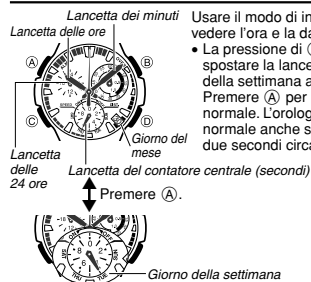 Lancetta dei minuti
Lancetta delle ore
Usare il modo di in
vedere l'ora e la da
• La pressione di
spostare la lance
della settimana a
Premere Ⓐ per
normale. L'orolog
normale anche s
due secondi circa
Ⓐ
Ⓑ
Ⓒ
Ⓓ
Giorno del
mese
Lancetta
delle
24 ore
Lancetta del contatore centrale (secondi)
Premere Ⓐ.
Giorno della settimana